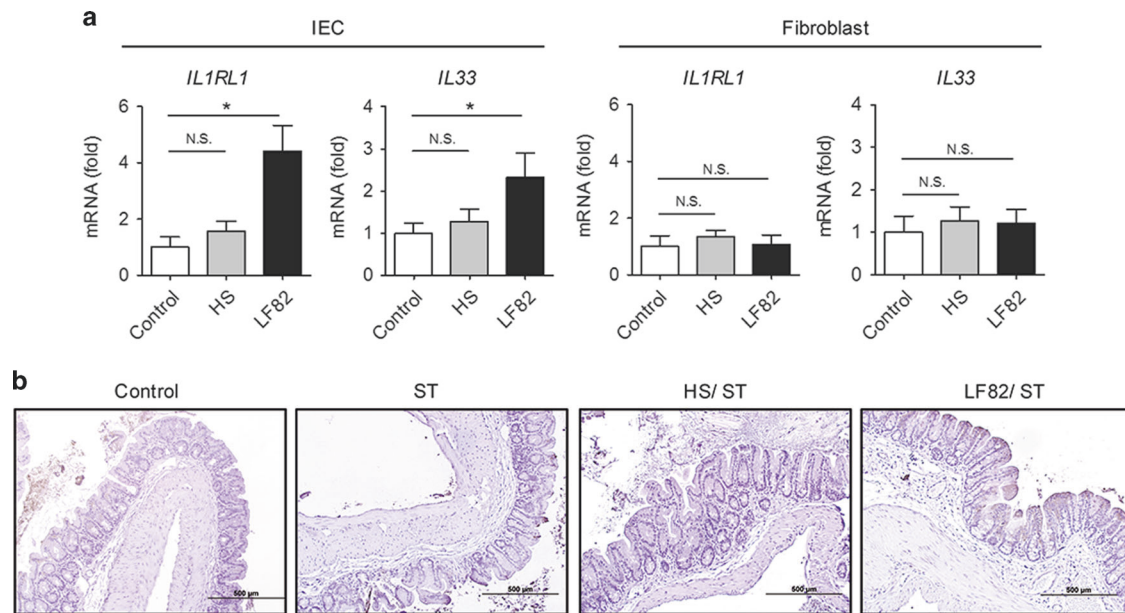 a
IEC
Fibroblast
IL1RL1
IL33
IL1RL1
IL33
mRNA (fold)
6
4
2
0
*
N.S.
Control
HS
LF82
mRNA (fold)
4
3
2
1
0
*
N.S.
Control
HS
LF82
mRNA (fold)
6
4
2
0
N.S.
N.S.
Control
HS
LF82
mRNA (fold)
4
3
2
1
0
N.S.
N.S.
Control
HS
LF82
b
Control
ST
HS/ ST
LF82/ ST
500 µm
500 µm
500 µm
500 µm